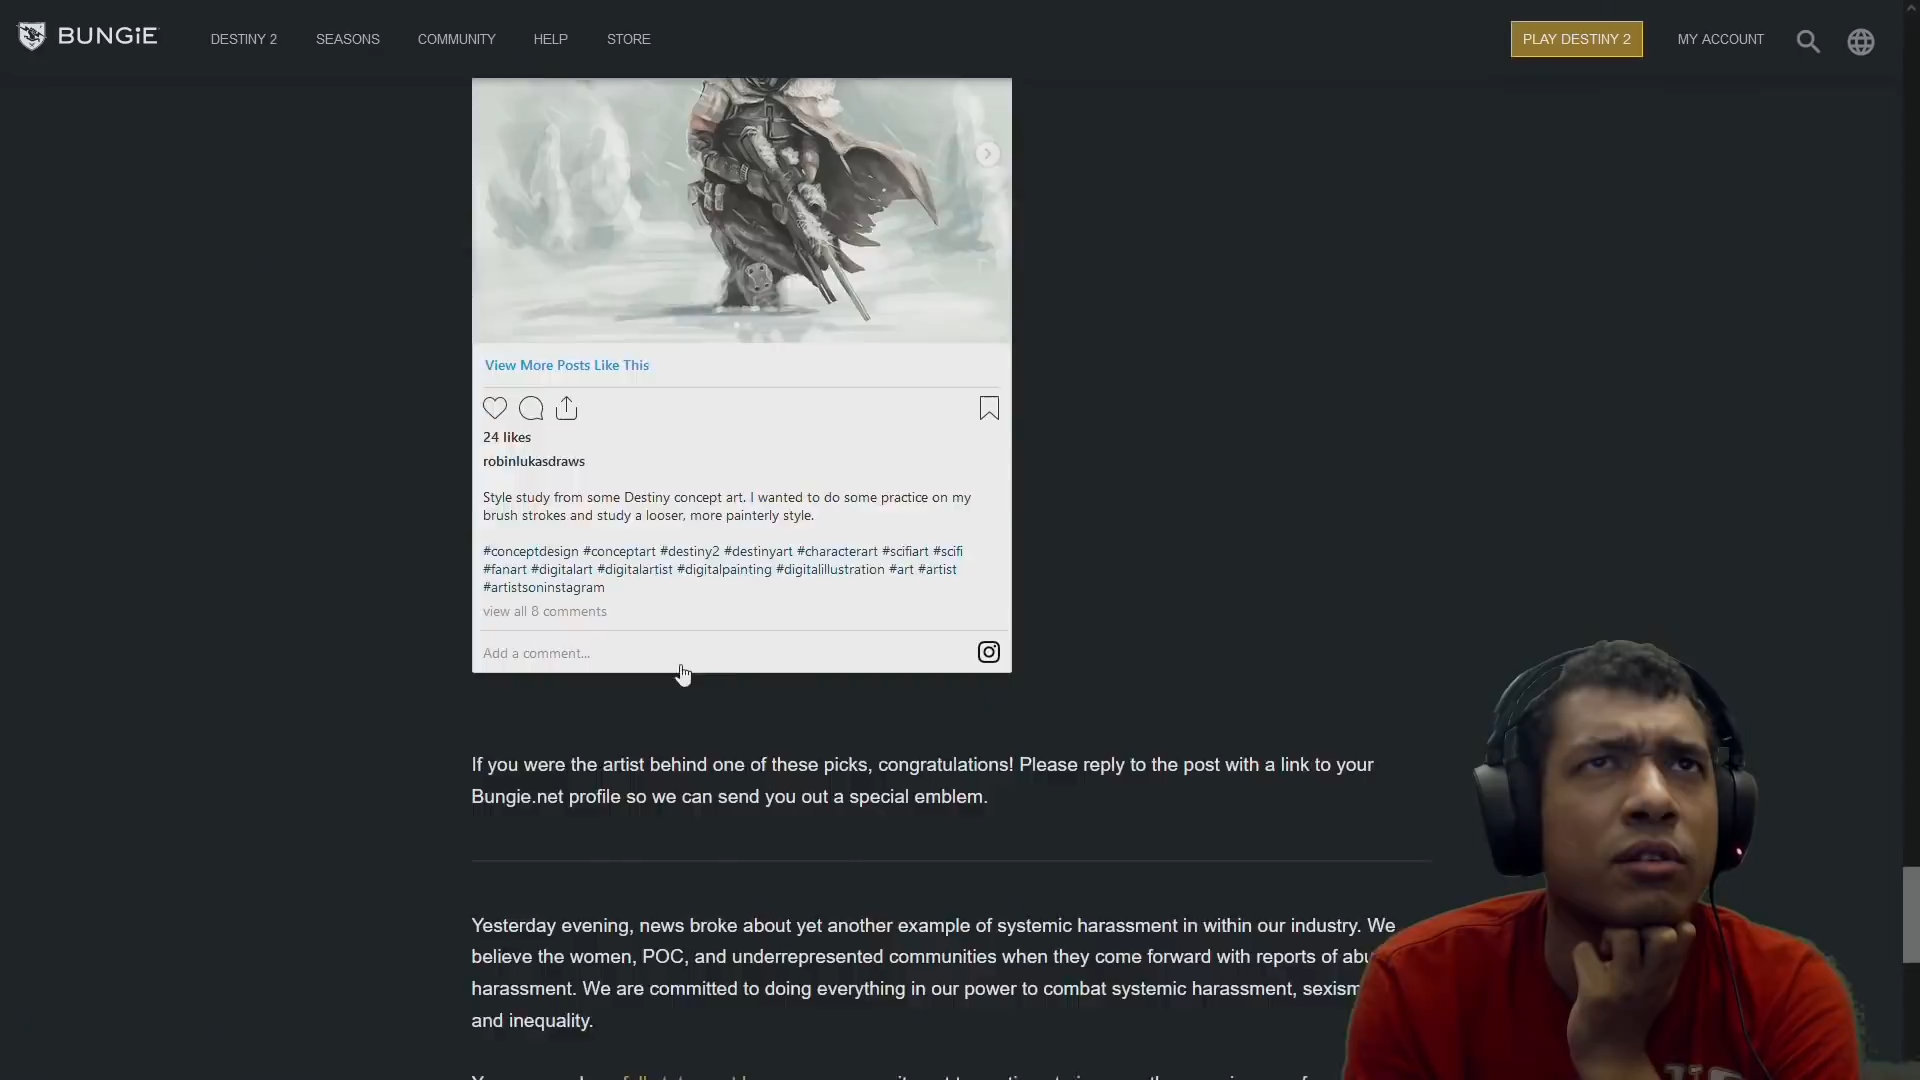 BUNGiE
DESTINY 2 SEASONS COMMUNITY HELP STORE
PLAY DESTINY 2 MY ACCOUNT
View More Posts Like This
24 likes
robinlukasdraws
Style study from some Destiny concept art. I wanted to do some practice on my
brush strokes and study a looser, more painterly style.
#conceptdesign #conceptart #destiny2 #destinyart #characterart #scifiart #scifi
#fanart #digitalart #digitalartist #digitalpainting #digitalillustration #art #artist
#artistsoninstagram
view all 8 comments
Add a comment...
If you were the artist behind one of these picks, congratulations! Please reply to the post with a link to your
Bungie.net profile so we can send you out a special emblem.
Yesterday evening, news broke about yet another example of systemic harassment in within our industry. We
believe the women, POC, and underrepresented communities when they come forward with reports of
harassment. We are committed to doing everything in our power to combat systemic harassment,
and inequality.